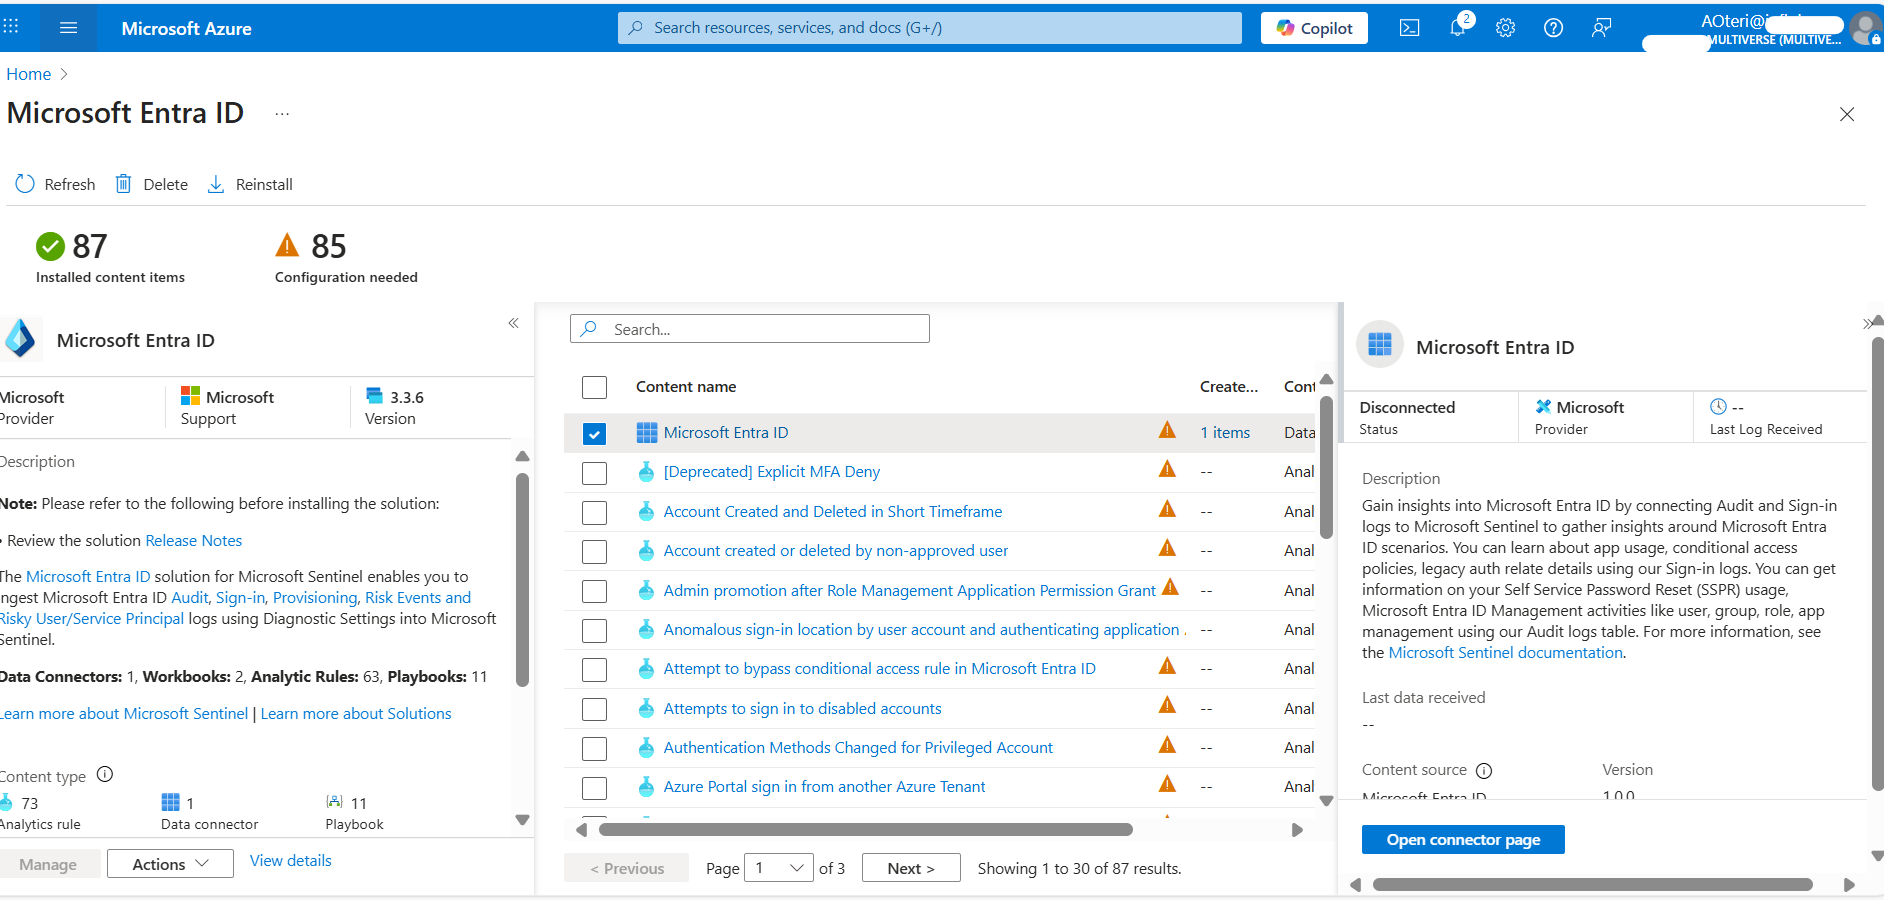 Microsoft Azure
Search resources, services, and docs (G+/)
Copilot
2
AOteri@
MULTIVERSE (MULTIVE...
Home
Microsoft Entra ID
...
Refresh
Delete
Reinstall
87
Installed content items
85
Configuration needed
Microsoft Entra ID
Microsoft
Provider
Microsoft
Support
3.3.6
Version
Description
Note: Please refer to the following before installing the solution:
• Review the solution Release Notes
The Microsoft Entra ID solution for Microsoft Sentinel enables you to
ingest Microsoft Entra ID Audit, Sign-in, Provisioning, Risk Events and
Risky User/Service Principal logs using Diagnostic Settings into Microsoft
Sentinel.
Data Connectors: 1, Workbooks: 2, Analytic Rules: 63, Playbooks: 11
Learn more about Microsoft Sentinel | Learn more about Solutions
Content type
73
Analytics rule
1
Data connector
11
Playbook
Manage
Actions
View details
Search...
Content name Create... Cont
Microsoft Entra ID 1 items Data
[Deprecated] Explicit MFA Deny -- Anal
Account Created and Deleted in Short Timeframe -- Anal
Account created or deleted by non-approved user -- Anal
Admin promotion after Role Management Application Permission Grant -- Anal
Anomalous sign-in location by user account and authenticating application -- Anal
Attempt to bypass conditional access rule in Microsoft Entra ID -- Anal
Attempts to sign in to disabled accounts -- Anal
Authentication Methods Changed for Privileged Account -- Anal
Azure Portal sign in from another Azure Tenant -- Anal
< Previous
Page 1 of 3
Next >
Showing 1 to 30 of 87 results.
Microsoft Entra ID
Disconnected
Status
Microsoft
Provider
--
Last Log Received
Description
Gain insights into Microsoft Entra ID by connecting Audit and Sign-in
logs to Microsoft Sentinel to gather insights around Microsoft Entra
ID scenarios. You can learn about app usage, conditional access
policies, legacy auth relate details using our Sign-in logs. You can get
information on your Self Service Password Reset (SSPR) usage,
Microsoft Entra ID Management activities like user, group, role, app
management using our Audit logs table. For more information, see
the Microsoft Sentinel documentation.
Last data received
--
Content source
Version
Microsoft Entra ID
1.0.0
Open connector page